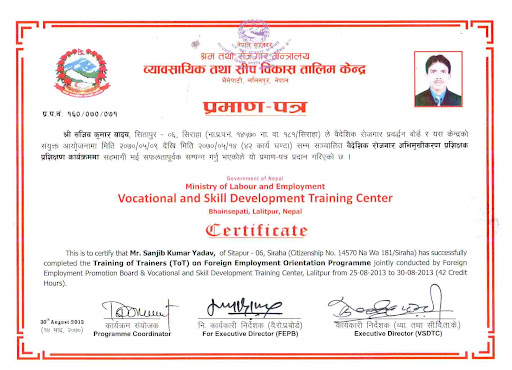 नेपाल सरकार
श्रम तथा रोजगार मन्त्रालय
व्यावसायिक तथा सीप विकास तालिम केन्द्र
भैंसेपाटी, ललितपुर, नेपाल
प्रमाण-पत्र
प्र.प.नं. १६०/०००/०७१
श्री सजिब कुमार यादव, सितापुर - ०६, सिराहा (ना.प्र.प.नं. १४५७० ना. वा. १८१/सिराहा) ले वैदेशिक रोजगार प्रवर्द्धन बोर्ड र यस केन्द्रको
संयुक्त आयोजनामा मिति २०७०/०५/०९ देखि मिति २०७०/०५/१४ (४२ कार्य घण्टा) सम्म सञ्चालित वैदेशिक रोजगार अभिमुखीकरण प्रशिक्षक
प्रशिक्षण कार्यक्रममा सहभागी भई सफलतापूर्वक सम्पन्न गर्नु भएकोले यो प्रमाण-पत्र प्रदान गरिएको छ ।
Government of Nepal
Ministry of Labour and Employment
Vocational and Skill Development Training Center
Bhainsepati, Lalitpur, Nepal
Certificate
This is to certify that Mr. Sanjib Kumar Yadav, of Sitapur - 06, Siraha (Citizenship No. 14570 Na Wa 181/Siraha) has successfully
completed the Training of Trainers (ToT) on Foreign Employment Orientation Programme jointly conducted by Foreign
Employment Promotion Board & Vocational and Skill Development Training Center, Lalitpur from 25-08-2013 to 30-08-2013 (42 Credit
Hours).
30th August 2013
(१४ भाद्र, २०७०)
कार्यक्रम संयोजक
Programme Coordinator
नि. कार्यकारी निर्देशक (वै.रो.प्र.बोर्ड)
For Executive Director (FEPB)
कार्यकारी निर्देशक (व्या. तथा सी.वि.ता.के.)
Executive Director (VSDTC)